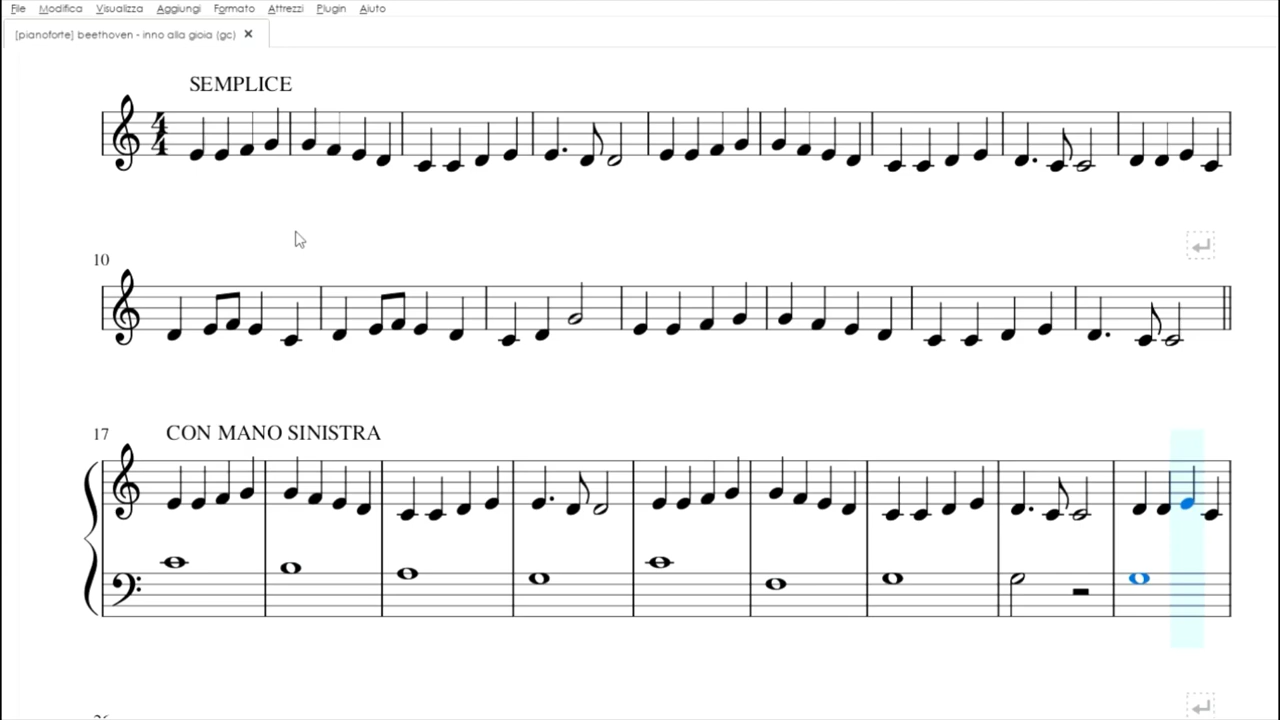 File Modifica Visualizza Aggiungi Formato Attrezzi Plugin Aiuto
[pianoforte] beethoven - inno alla gioia (gc)
SEMPLICE
4
4
10
17
CON MANO SINISTRA